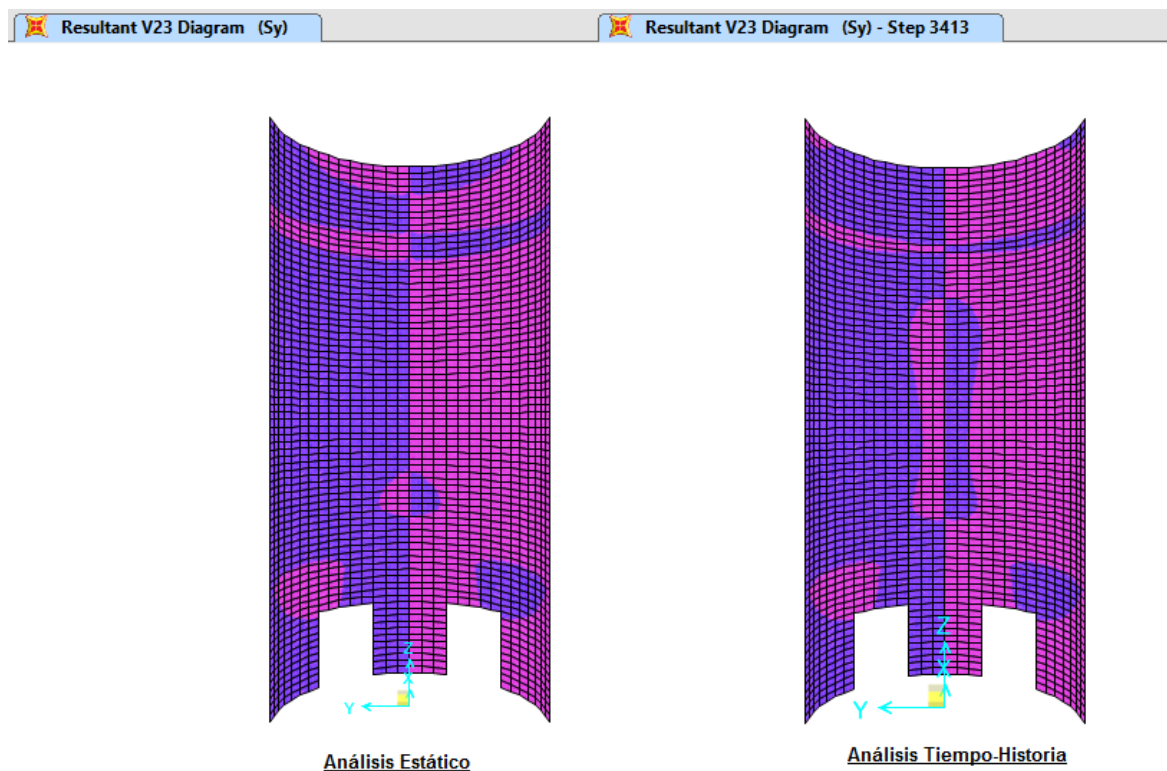 Resultant V23 Diagram (Sy)
Resultant V23 Diagram (Sy) - Step 3413
Z
X
Y
Z
X
Y
Análisis Estático
Análisis Tiempo-Historia